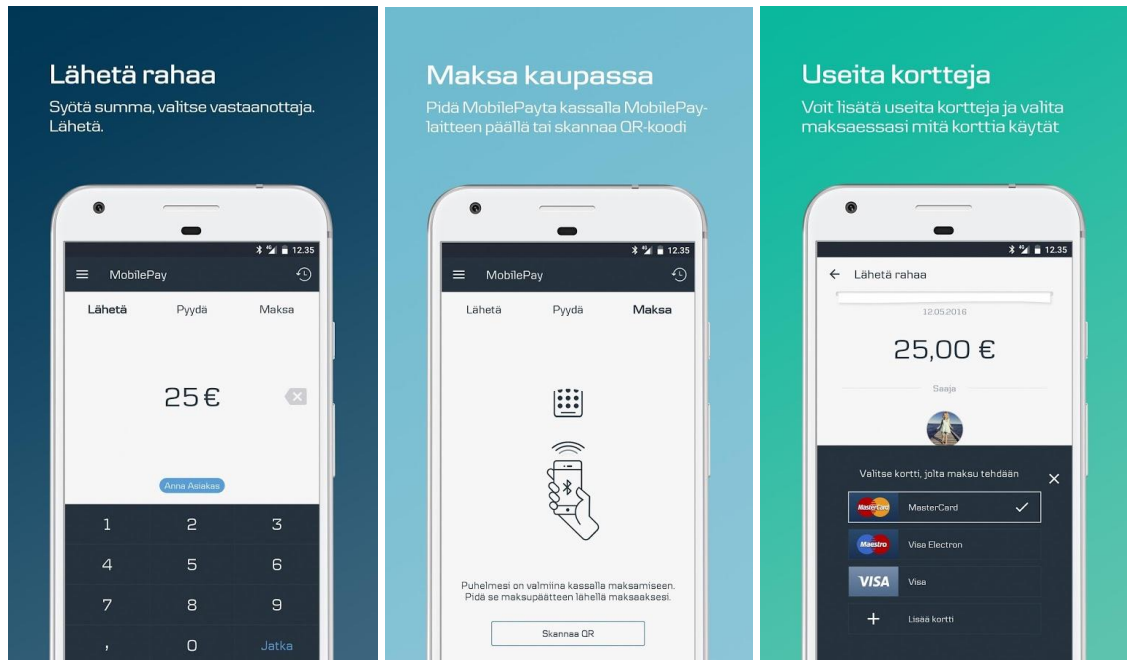 Lähetä rahaa
Syötä summa, valitse vastaanottaja.
Lähetä.
4G 12.35
MobilePay
Lähetä Pyydä Maksa
25 €
Anna Asiakas
1 2 3
4 5 6
7 8 9
, 0 Jatka
Maksa kaupassa
Pidä MobilePayta kassalla MobilePay-
laitteen päällä tai skannaa QR-koodi
4G 12.35
MobilePay
Lähetä Pyydä Maksa
Puhelmesi on valmiina kassalla maksamiseen.
Pidä se maksupäätteen lähellä maksaaksesi.
Skannaa QR
Useita kortteja
Voit lisätä useita kortteja ja valita
maksaessasi mitä korttia käytät
4G 12.35
Lähetä rahaa
12.05.2016
25,00 €
Saaja
Valitse kortti, jolta maksu tehdään
MasterCard MasterCard
Maestro Visa Electron
VISA Visa
+ Lisää kortti